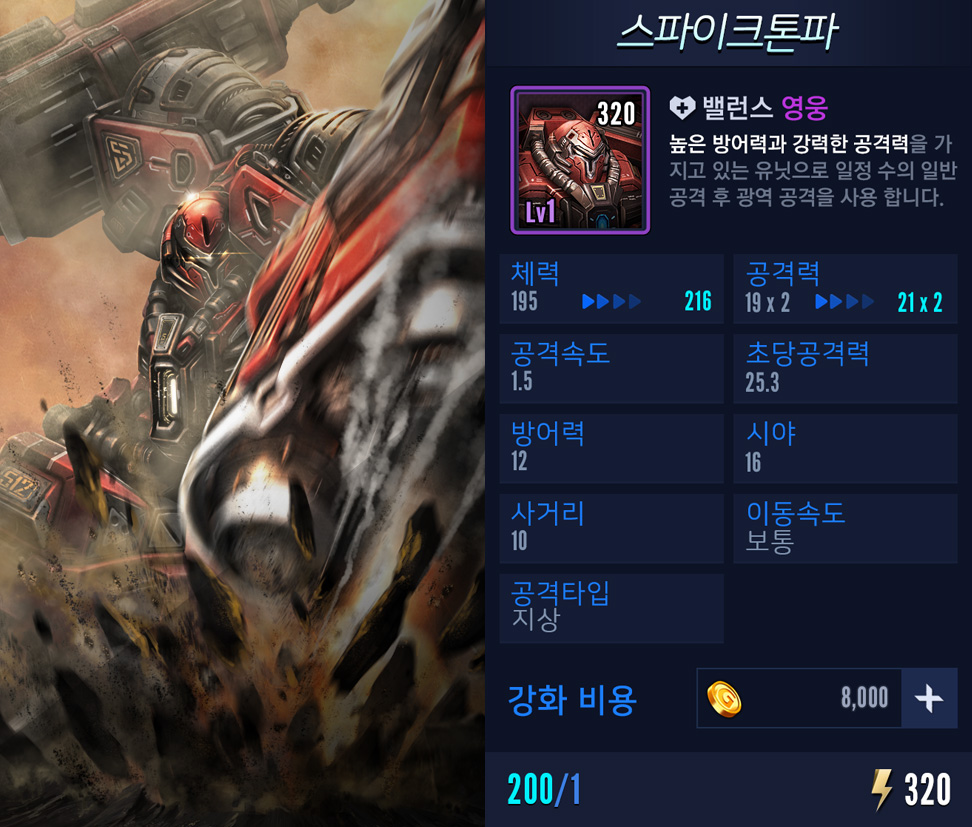 스파이크톤파
320
Lv1
밸런스 영웅
높은 방어력과 강력한 공격력을 가
지고 있는 유닛으로 일정 수의 일반
공격 후 광역 공격을 사용 합니다.
체력
195 216
공격력
19 x 2 21 x 2
공격속도
1.5
초당공격력
25.3
방어력
12
시야
16
사거리
10
이동속도
보통
공격타입
지상
강화 비용 8,000
200/1 320
512